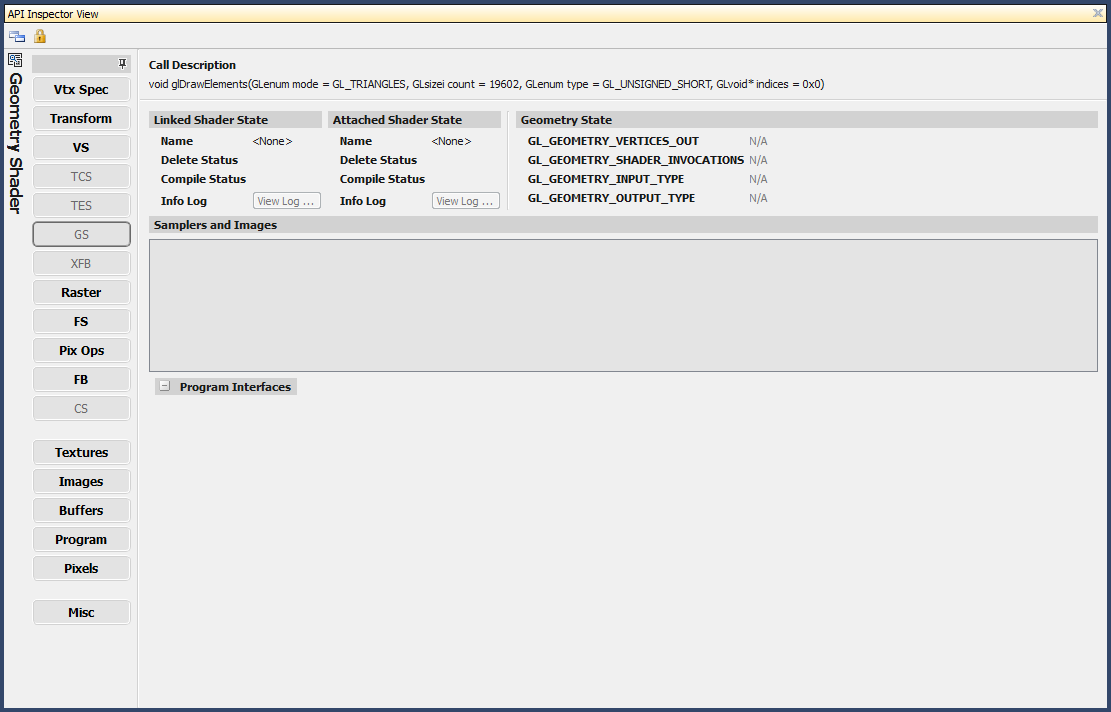 API Inspector View
Geometry Shader
Vtx Spec
Transform
VS
TCS
TES
GS
XFB
Raster
FS
Pix Ops
FB
CS
Textures
Images
Buffers
Program
Pixels
Misc
Call Description
void glDrawElements(GLenum mode = GL_TRIANGLES, GLsizei count = 19602, GLenum type = GL_UNSIGNED_SHORT, GLvoid* indices = 0x0)
Linked Shader State
Name <None>
Delete Status
Compile Status
Info Log View Log ...
Attached Shader State
Name <None>
Delete Status
Compile Status
Info Log View Log ...
Geometry State
GL_GEOMETRY_VERTICES_OUT N/A
GL_GEOMETRY_SHADER_INVOCATIONS N/A
GL_GEOMETRY_INPUT_TYPE N/A
GL_GEOMETRY_OUTPUT_TYPE N/A
Samplers and Images
Program Interfaces